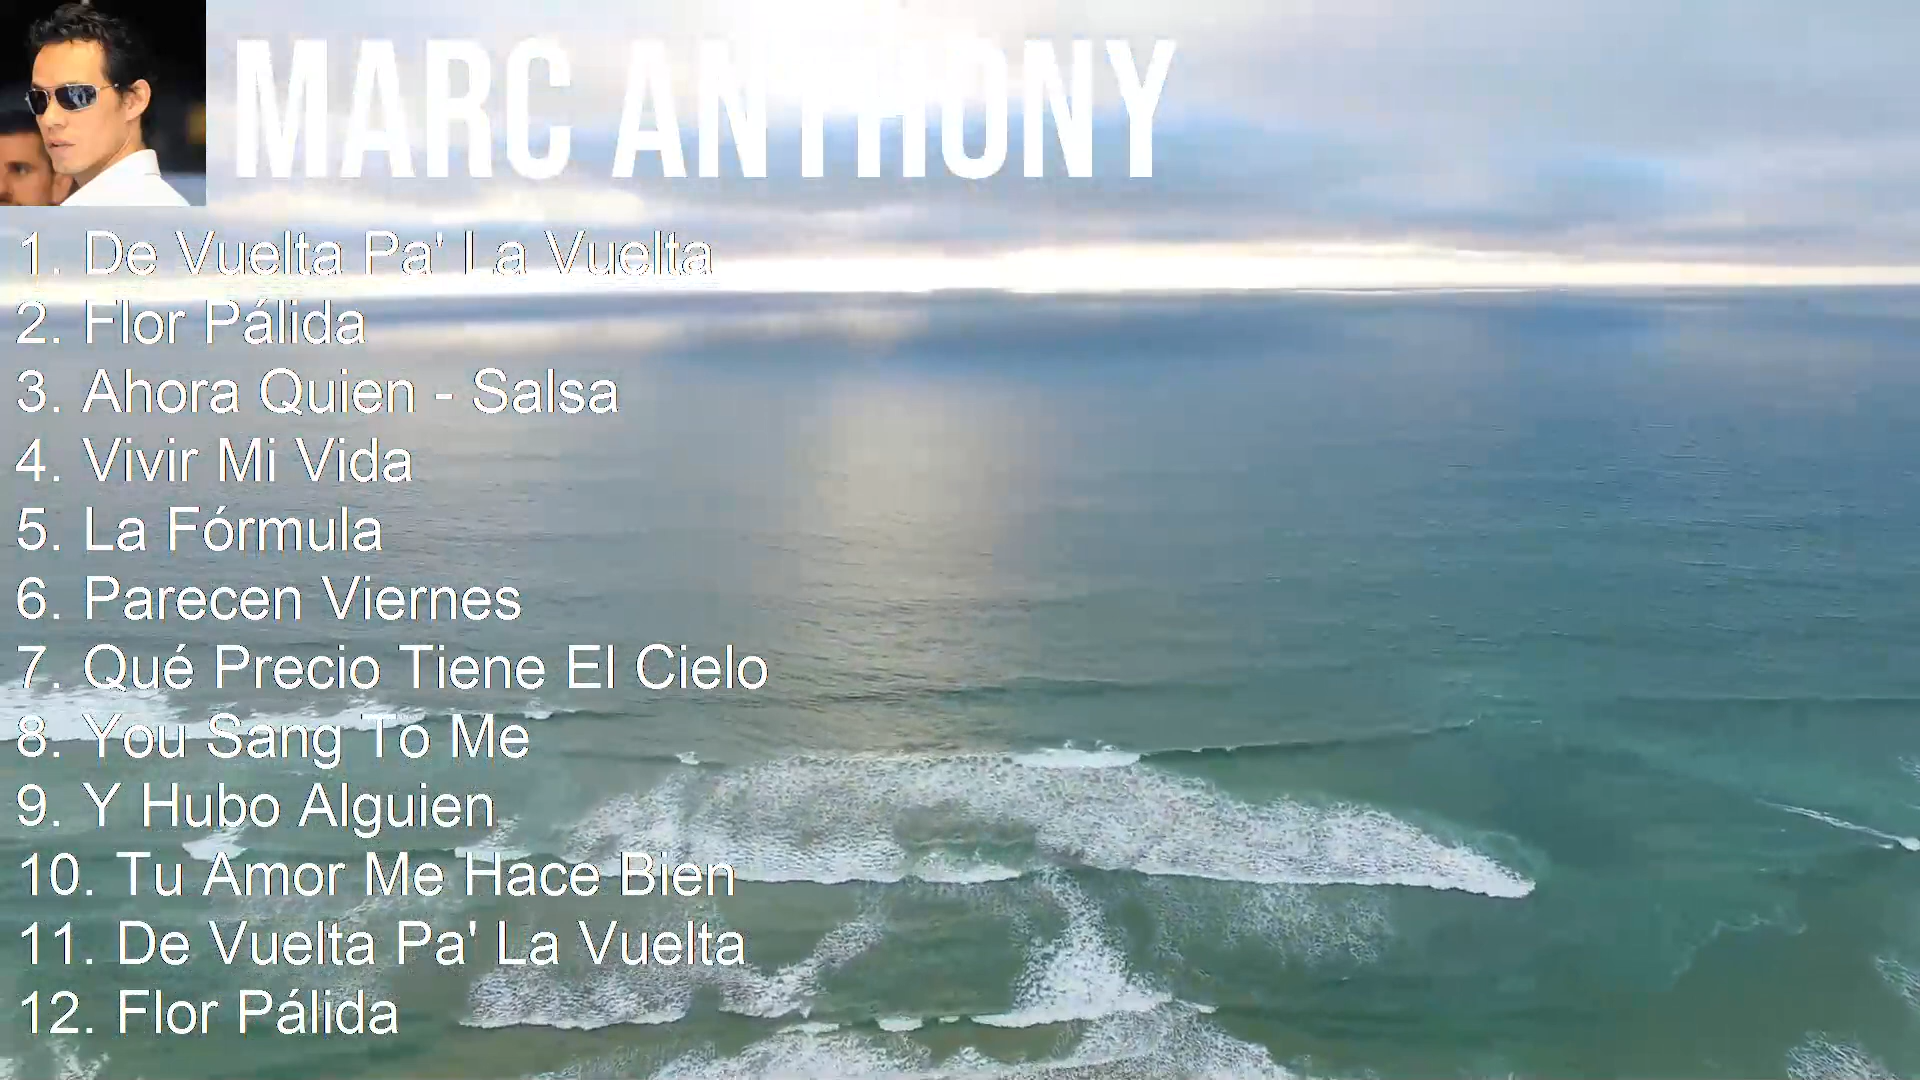 MARC ANTHONY
1. De Vuelta Pa' La Vuelta
2. Flor Pálida
3. Ahora Quien - Salsa
4. Vivir Mi Vida
5. La Fórmula
6. Parecen Viernes
7. Qué Precio Tiene El Cielo
8. You Sang To Me
9. Y Hubo Alguien
10. Tu Amor Me Hace Bien
11. De Vuelta Pa' La Vuelta
12. Flor Pálida